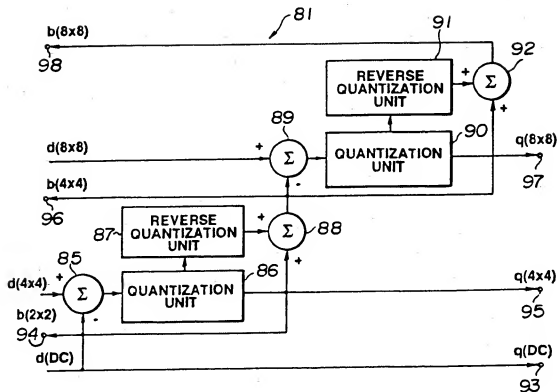 b(8x8)
81
98
91
92
REVERSE
QUANTIZATION
UNIT
+
Σ
+
89
90
d(8x8)
+
Σ
QUANTIZATION
UNIT
q(8x8)
97
-
b(4x4)
96
87
REVERSE
QUANTIZATION
UNIT
+
Σ
88
+
85
86
d(4x4)
+
Σ
QUANTIZATION
UNIT
q(4x4)
95
b(2x2)
-
94
d(DC)
q(DC)
93